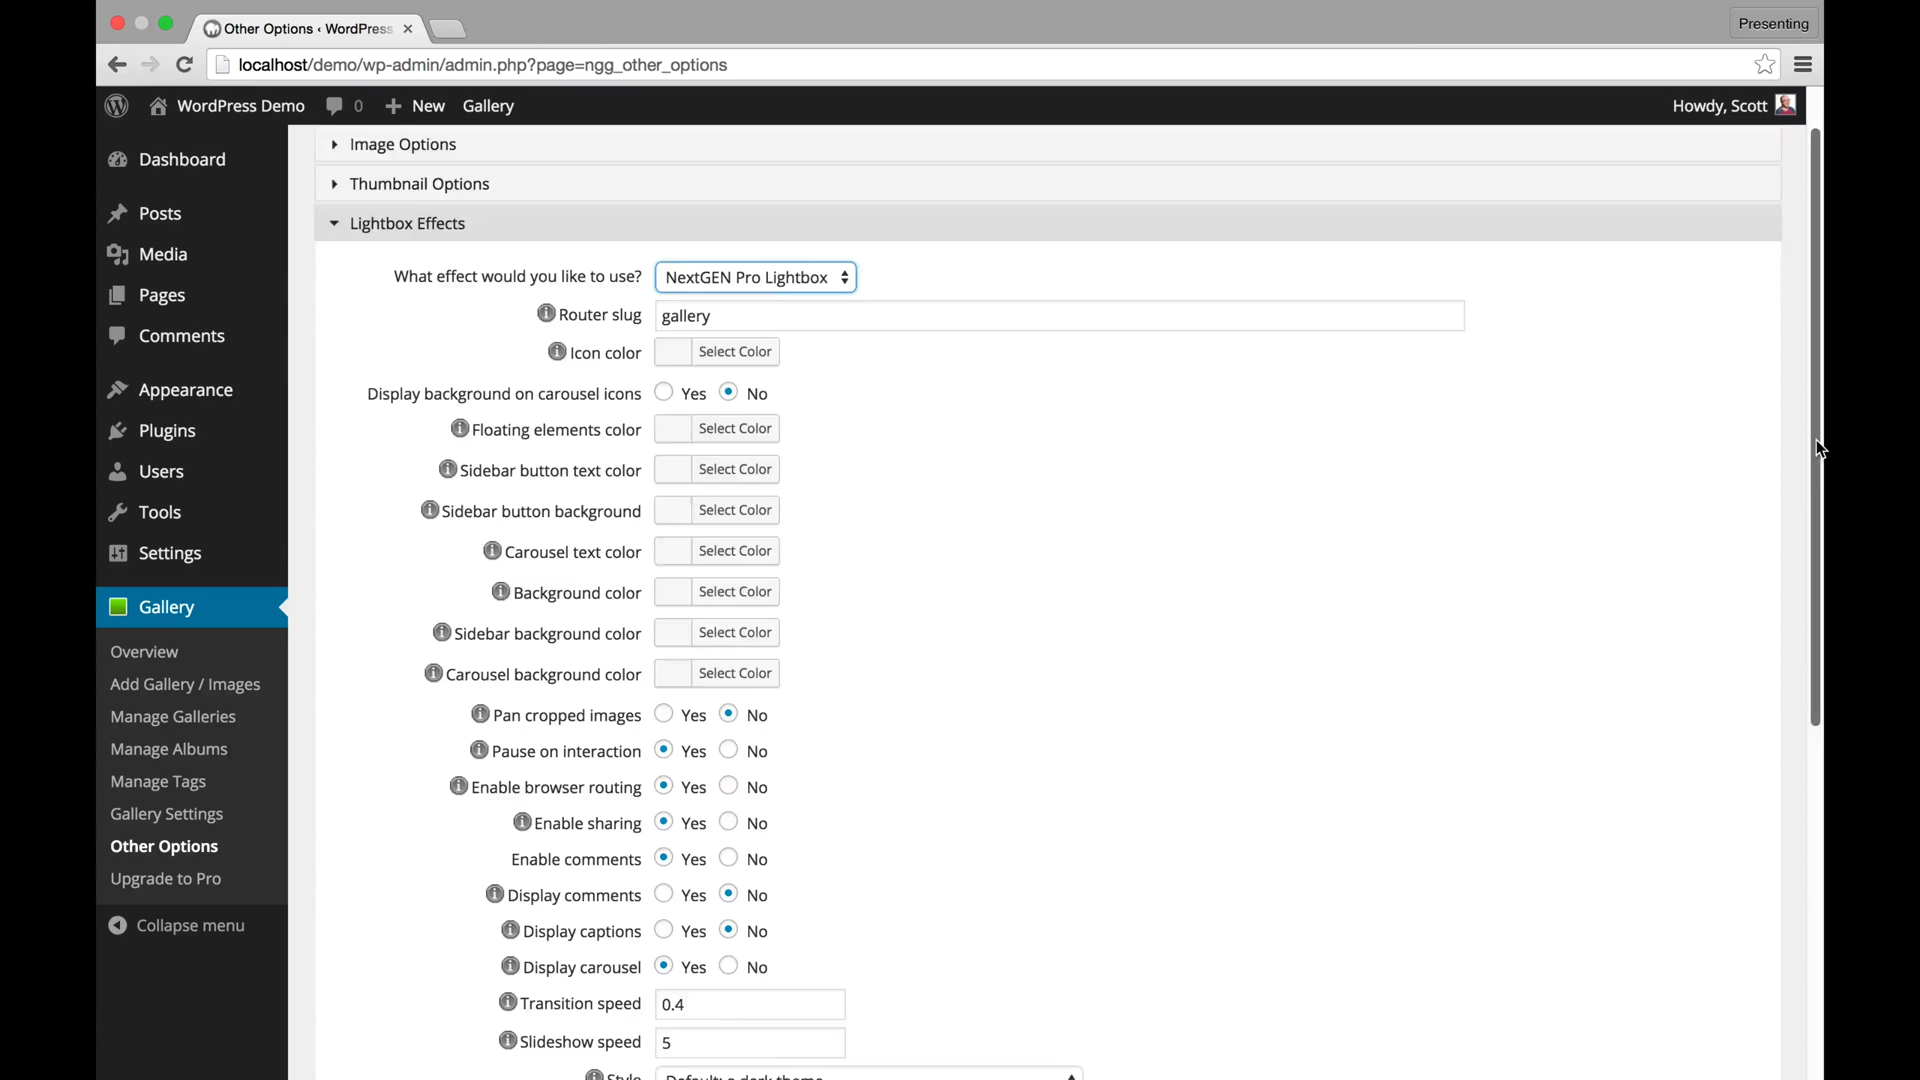 Other Options ‹ WordPress
Presenting
localhost/demo/wp-admin/admin.php?page=ngg_other_options
WordPress Demo 0 New Gallery Howdy, Scott
Dashboard
Posts
Media
Pages
Comments
Appearance
Plugins
Users
Tools
Settings
Gallery
Overview
Add Gallery / Images
Manage Galleries
Manage Albums
Manage Tags
Gallery Settings
Other Options
Upgrade to Pro
Collapse menu
Image Options
Thumbnail Options
Lightbox Effects
What effect would you like to use? NextGEN Pro Lightbox
Router slug gallery
Icon color Select Color
Display background on carousel icons Yes No
Floating elements color Select Color
Sidebar button text color Select Color
Sidebar button background Select Color
Carousel text color Select Color
Background color Select Color
Sidebar background color Select Color
Carousel background color Select Color
Pan cropped images Yes No
Pause on interaction Yes No
Enable browser routing Yes No
Enable sharing Yes No
Enable comments Yes No
Display comments Yes No
Display captions Yes No
Display carousel Yes No
Transition speed 0.4
Slideshow speed 5
Style Default: a dark theme